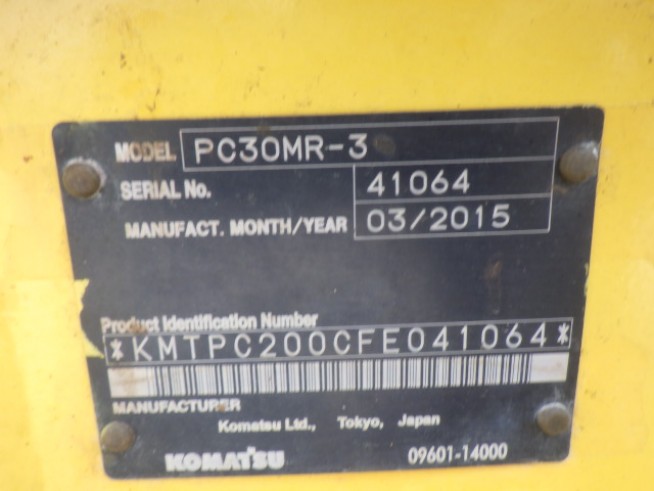 MODEL PC30MR-3
SERIAL No. 41064
MANUFACT. MONTH/YEAR 03/2015
Product Identification Number
*KMTPC200CFE041064*
MANUFACTURER
Komatsu Ltd., Tokyo, Japan
KOMATSU 09601-14000